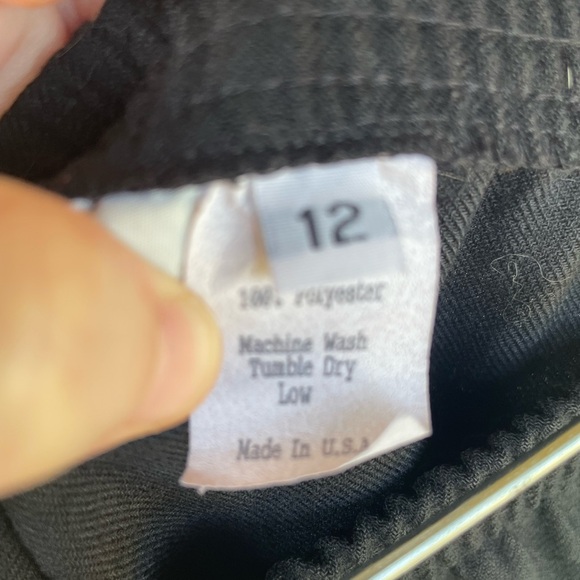 12
100% Polyester
Machine Wash
Tumble Dry
Low
Made In U.S.A